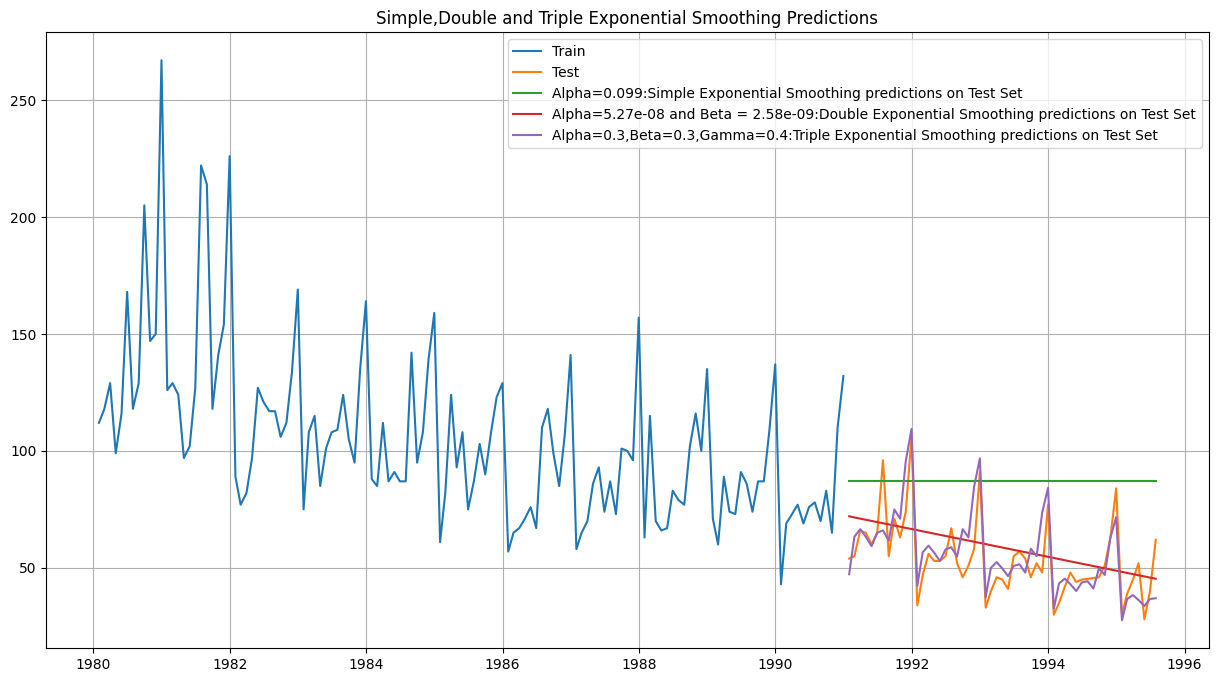 Simple,Double and Triple Exponential Smoothing Predictions
Train
Test
Alpha=0.099:Simple Exponential Smoothing predictions on Test Set
Alpha=5.27e-08 and Beta = 2.58e-09:Double Exponential Smoothing predictions on Test Set
Alpha=0.3,Beta=0.3,Gamma=0.4:Triple Exponential Smoothing predictions on Test Set
250
200
150
100
50
1980 1982 1984 1986 1988 1990 1992 1994 1996